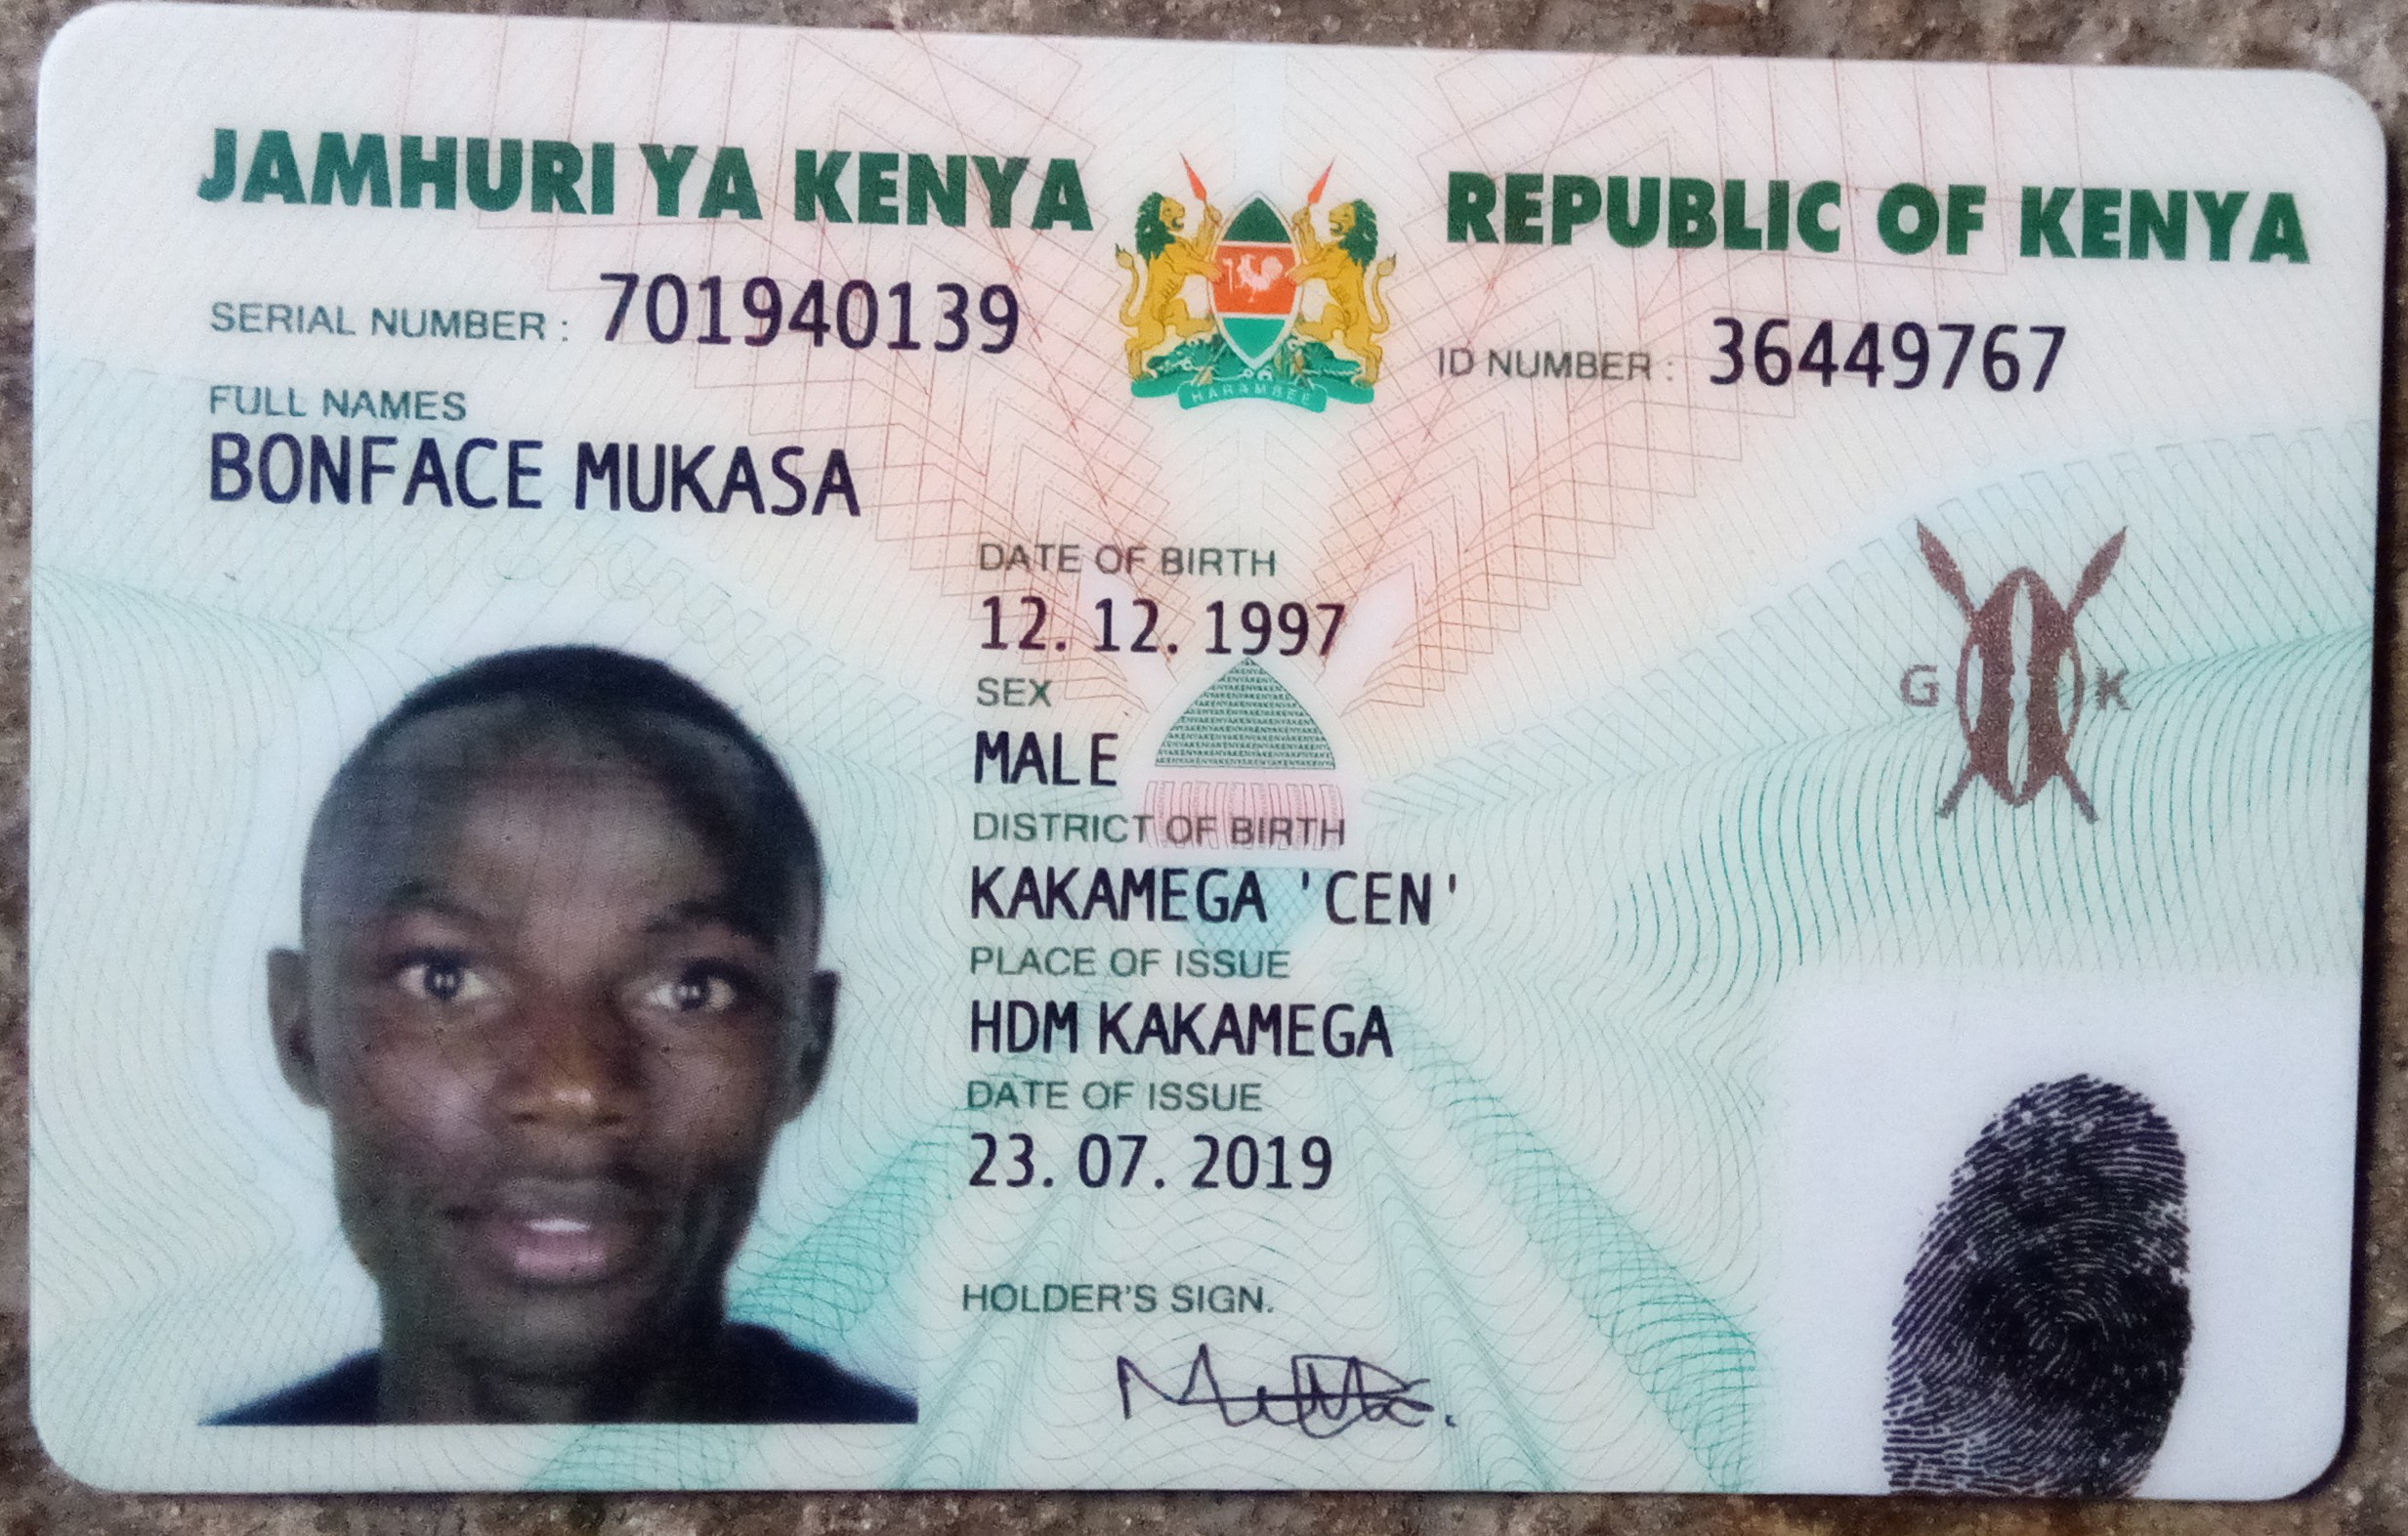 JAMHURI YA KENYA
REPUBLIC OF KENYA
HARAMBEE
SERIAL NUMBER : 701940139
ID NUMBER : 36449767
FULL NAMES
BONFACE MUKASA
DATE OF BIRTH
12. 12. 1997
SEX
MALE
DISTRICT OF BIRTH
KAKAMEGA 'CEN'
PLACE OF ISSUE
HDM KAKAMEGA
DATE OF ISSUE
23. 07. 2019
HOLDER'S SIGN.
G K